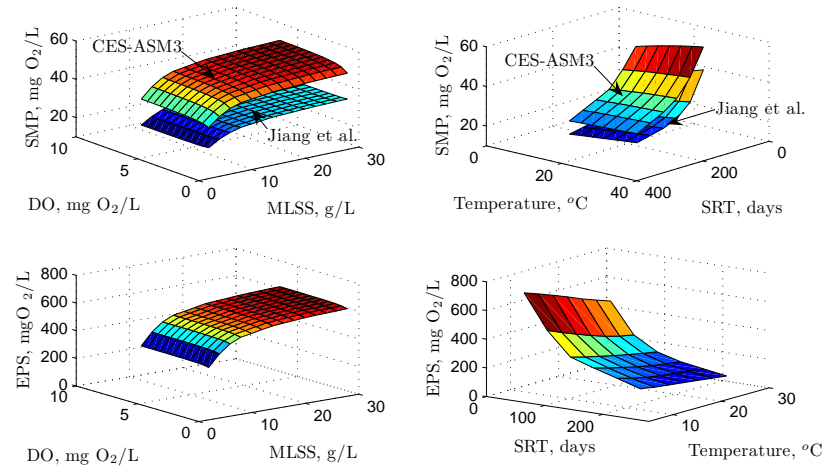 60
40
20
10
5
0
0
10
20
30
SMP, mg O2/L
DO, mg O2/L
MLSS, g/L
CES-ASM3
Jiang et al.
60
40
20
0
0
20
40
400
200
0
SMP, mg O2/L
Temperature, °C
SRT, days
CES-ASM3
Jiang et al.
800
600
400
200
0
10
5
0
0
10
20
30
EPS, mgO 2/L
DO, mg O2/L
MLSS, g/L
800
600
400
200
0
0
100
200
10
20
30
EPS, mg O2/L
SRT, days
Temperature, °C